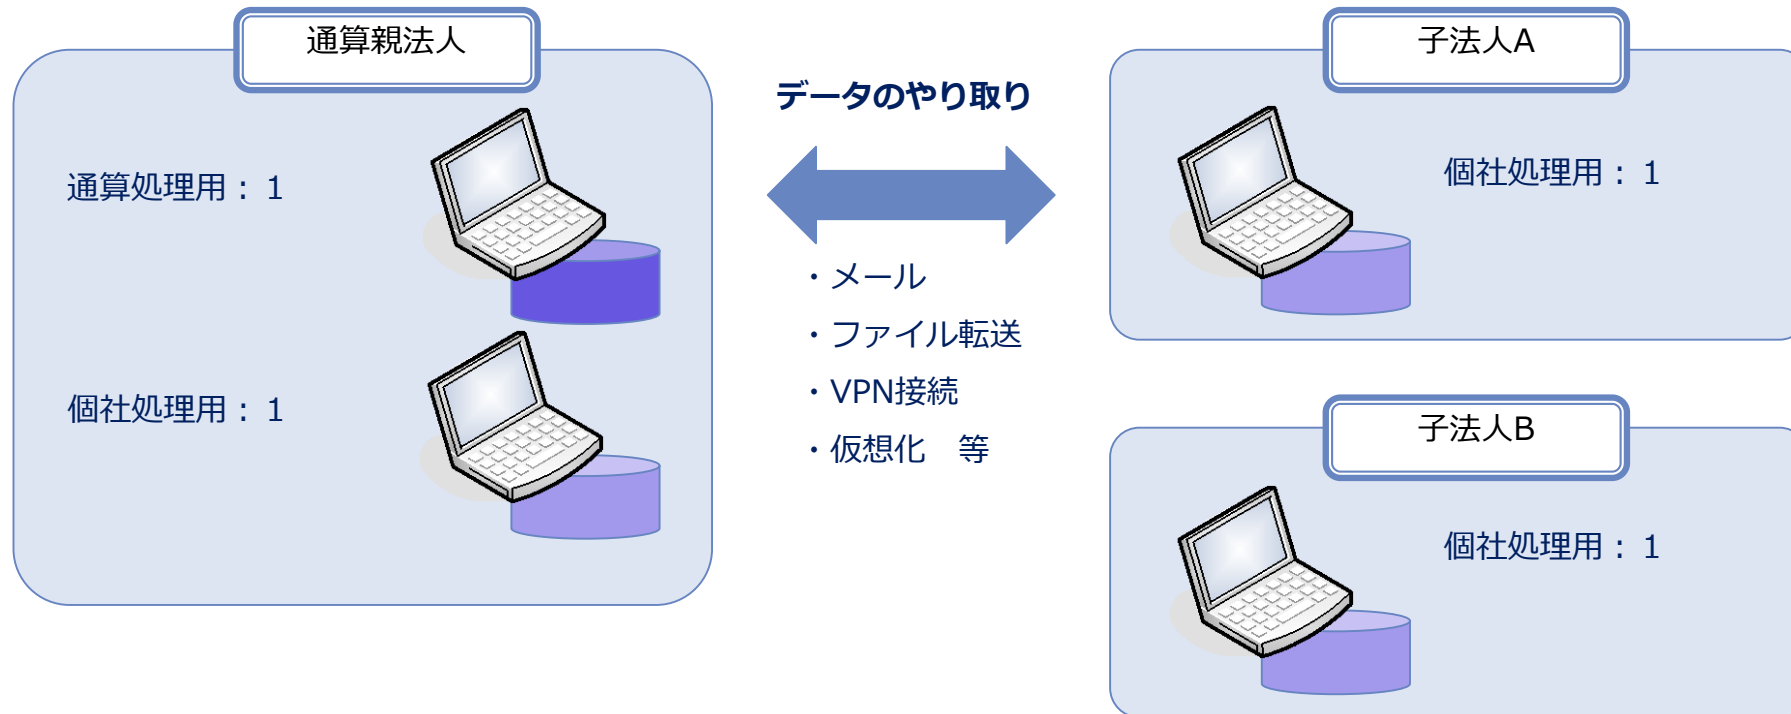 通算親法人
通算処理用：1
個社処理用：1
データのやり取り
・メール
・ファイル転送
・VPN接続
・仮想化　等
子法人A
個社処理用：1
子法人B
個社処理用：1